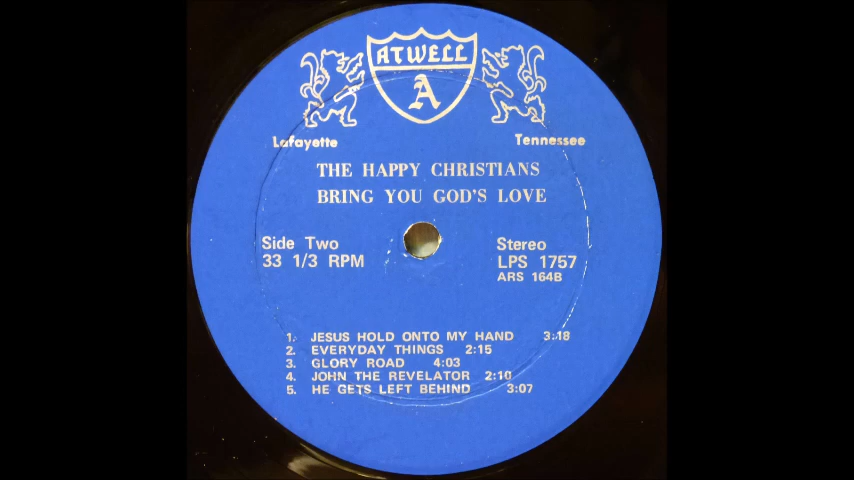 ATWELL
A
Lafayette Tennessee
THE HAPPY CHRISTIANS
BRING YOU GOD'S LOVE
Side Two Stereo
33 1/3 RPM LPS 1757
ARS 164B
1. JESUS HOLD ONTO MY HAND 3:18
2. EVERYDAY THINGS 2:15
3. GLORY ROAD 4:03
4. JOHN THE REVELATOR 2:10
5. HE GETS LEFT BEHIND 3:07